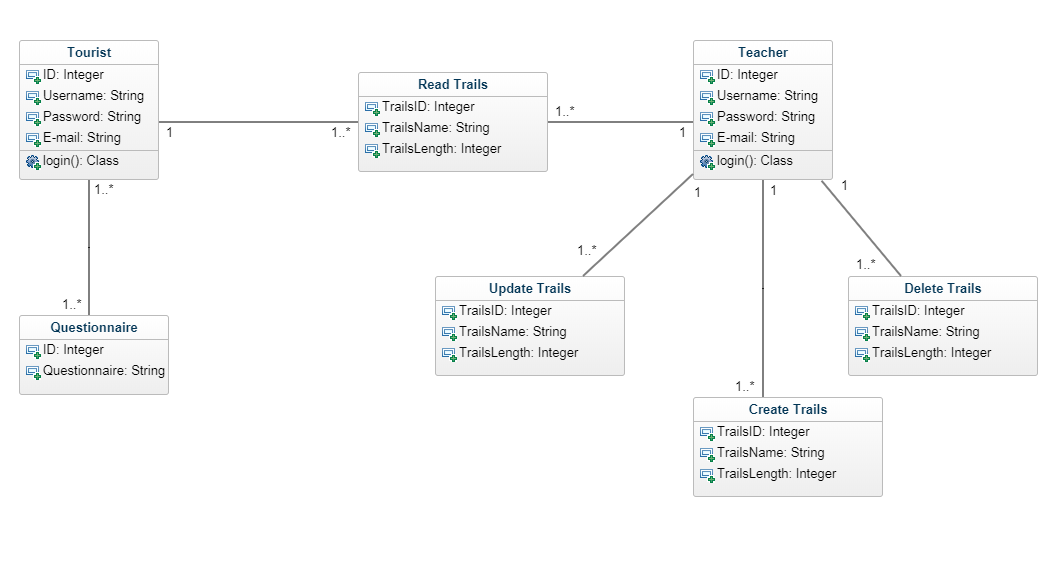 Tourist
ID: Integer
Username: String
Password: String
E-mail: String
login(): Class
1
1..*
Read Trails
TrailsID: Integer
TrailsName: String
TrailsLength: Integer
1..*
1
Teacher
ID: Integer
Username: String
Password: String
E-mail: String
login(): Class
1..*
1..*
Questionnaire
ID: Integer
Questionnaire: String
1
1..*
Update Trails
TrailsID: Integer
TrailsName: String
TrailsLength: Integer
1
1..*
Create Trails
TrailsID: Integer
TrailsName: String
TrailsLength: Integer
1
1..*
Delete Trails
TrailsID: Integer
TrailsName: String
TrailsLength: Integer